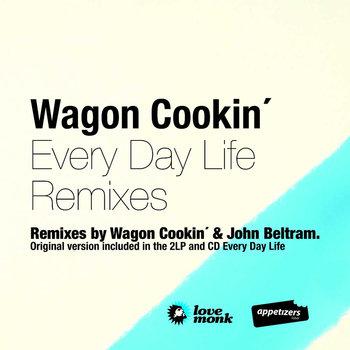 Wagon Cookin´
Every Day Life
Remixes
Remixes by Wagon Cookin´ & John Beltram.
Original version included in the 2LP and CD Every Day Life
love
monk
appetizers